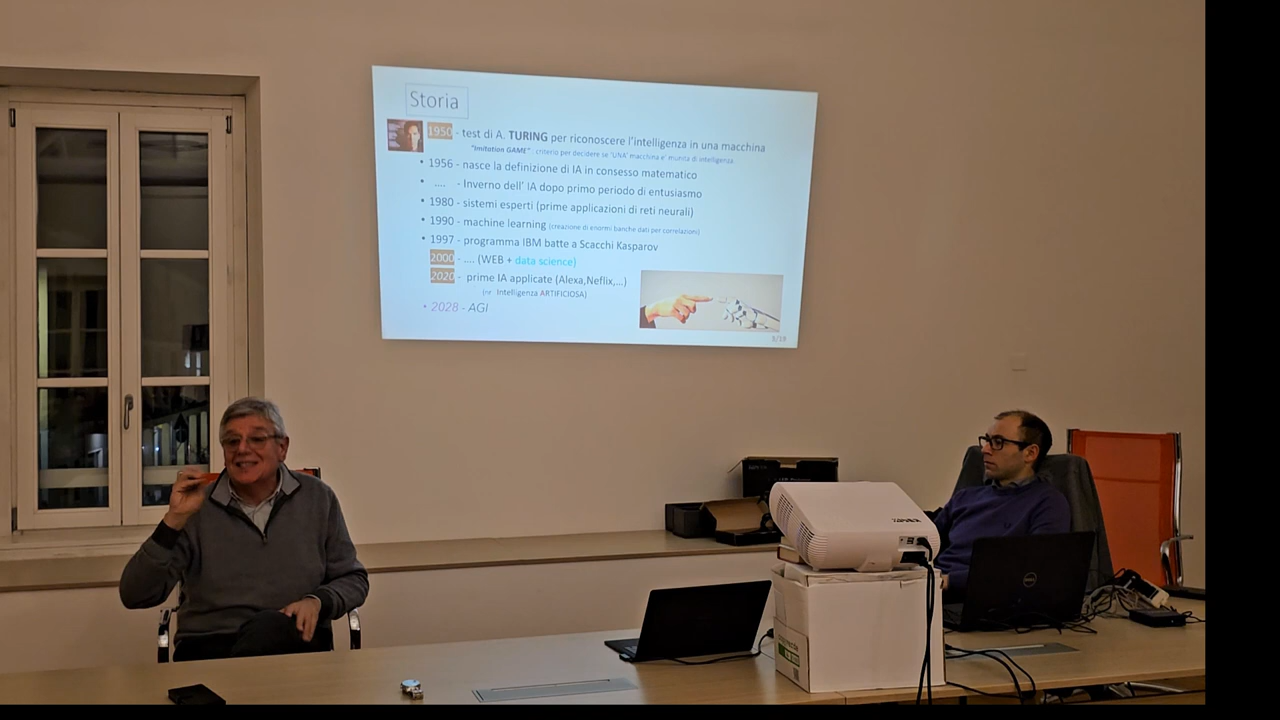 Storia
1950 - test di A. TURING per riconoscere l'intelligenza in una macchina
"Imitation GAME" criterio per decidere se 'UNA' macchina e' munita di intelligenza.
• 1956 - nasce la definizione di IA in consesso matematico
• .... - Inverno dell' IA dopo primo periodo di entusiasmo
• 1980 - sistemi esperti (prime applicazioni di reti neurali)
• 1990 - machine learning (creazione di enormi banche dati per correlazioni)
• 1997 - programma IBM batte a Scacchi Kasparov
2000 - .... (WEB + data science)
2020 - prime IA applicate (Alexa,Neflix,...)
Intelligenza ARTIFICIOSA)
• 2028 - AGI
DELL